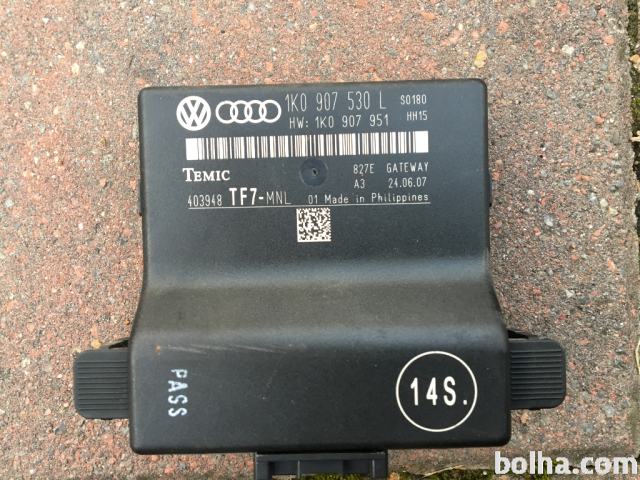 1K0 907 530 L S0180
HW: 1K0 907 951 HH15
TEMIC 827E GATEWAY
A3 24.06.07
403948 TF7-MNL 01 Made in Philippines
PASS
14S.
bolha.com